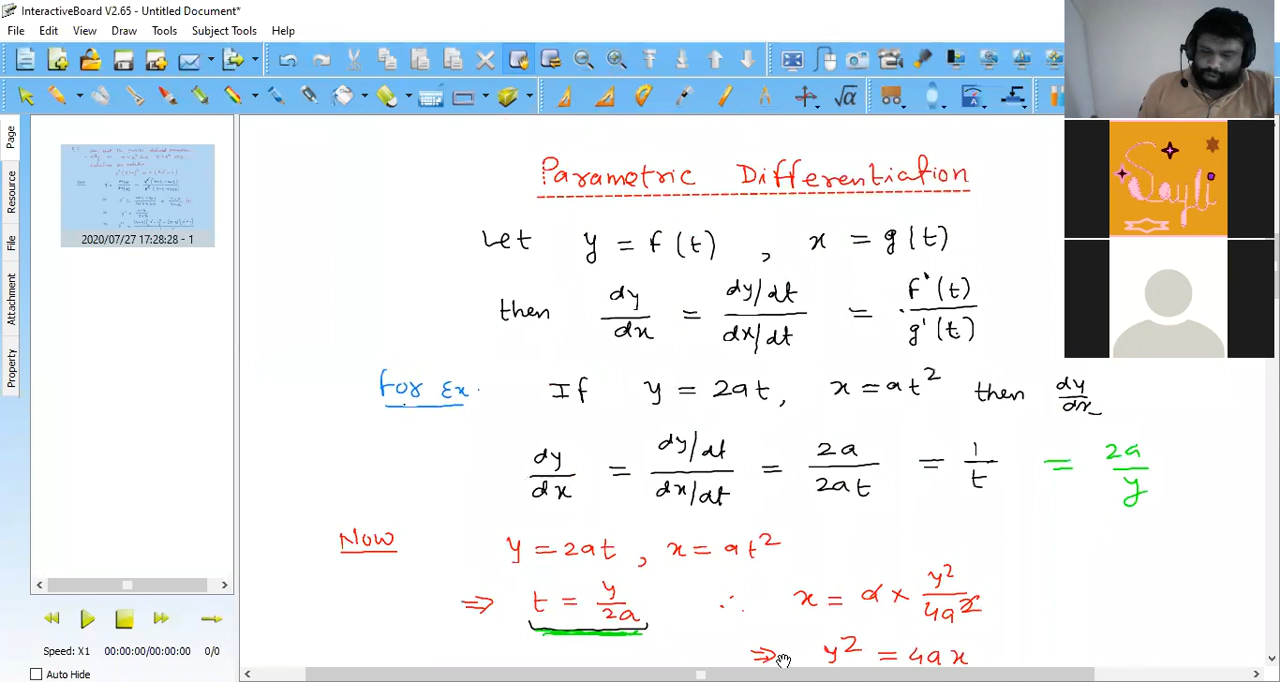 InteractiveBoard V2.65 - Untitled Document*
File Edit View Draw Tools Subject Tools Help
Page
Resource
File
Attachment
Property
2020/07/27 17:28:28 - 1
Speed: X1 00:00:00/00:00:00 0/0
Auto Hide
Sayli
Parametric Differentiation
Let y = f(t) , x = g(t)
then dy/dx = (dy/dt)/(dx/dt) = f'(t)/g'(t)
For Ex. If y = 2at, x = at² then dy/dx
dy/dx = (dy/dt)/(dx/dt) = 2a/2at = 1/t = 2a/y
Now y = 2at , x = at²
⇒ t = y/2a ∴ x = a × y²/4a²
⇒ y² = 4ax